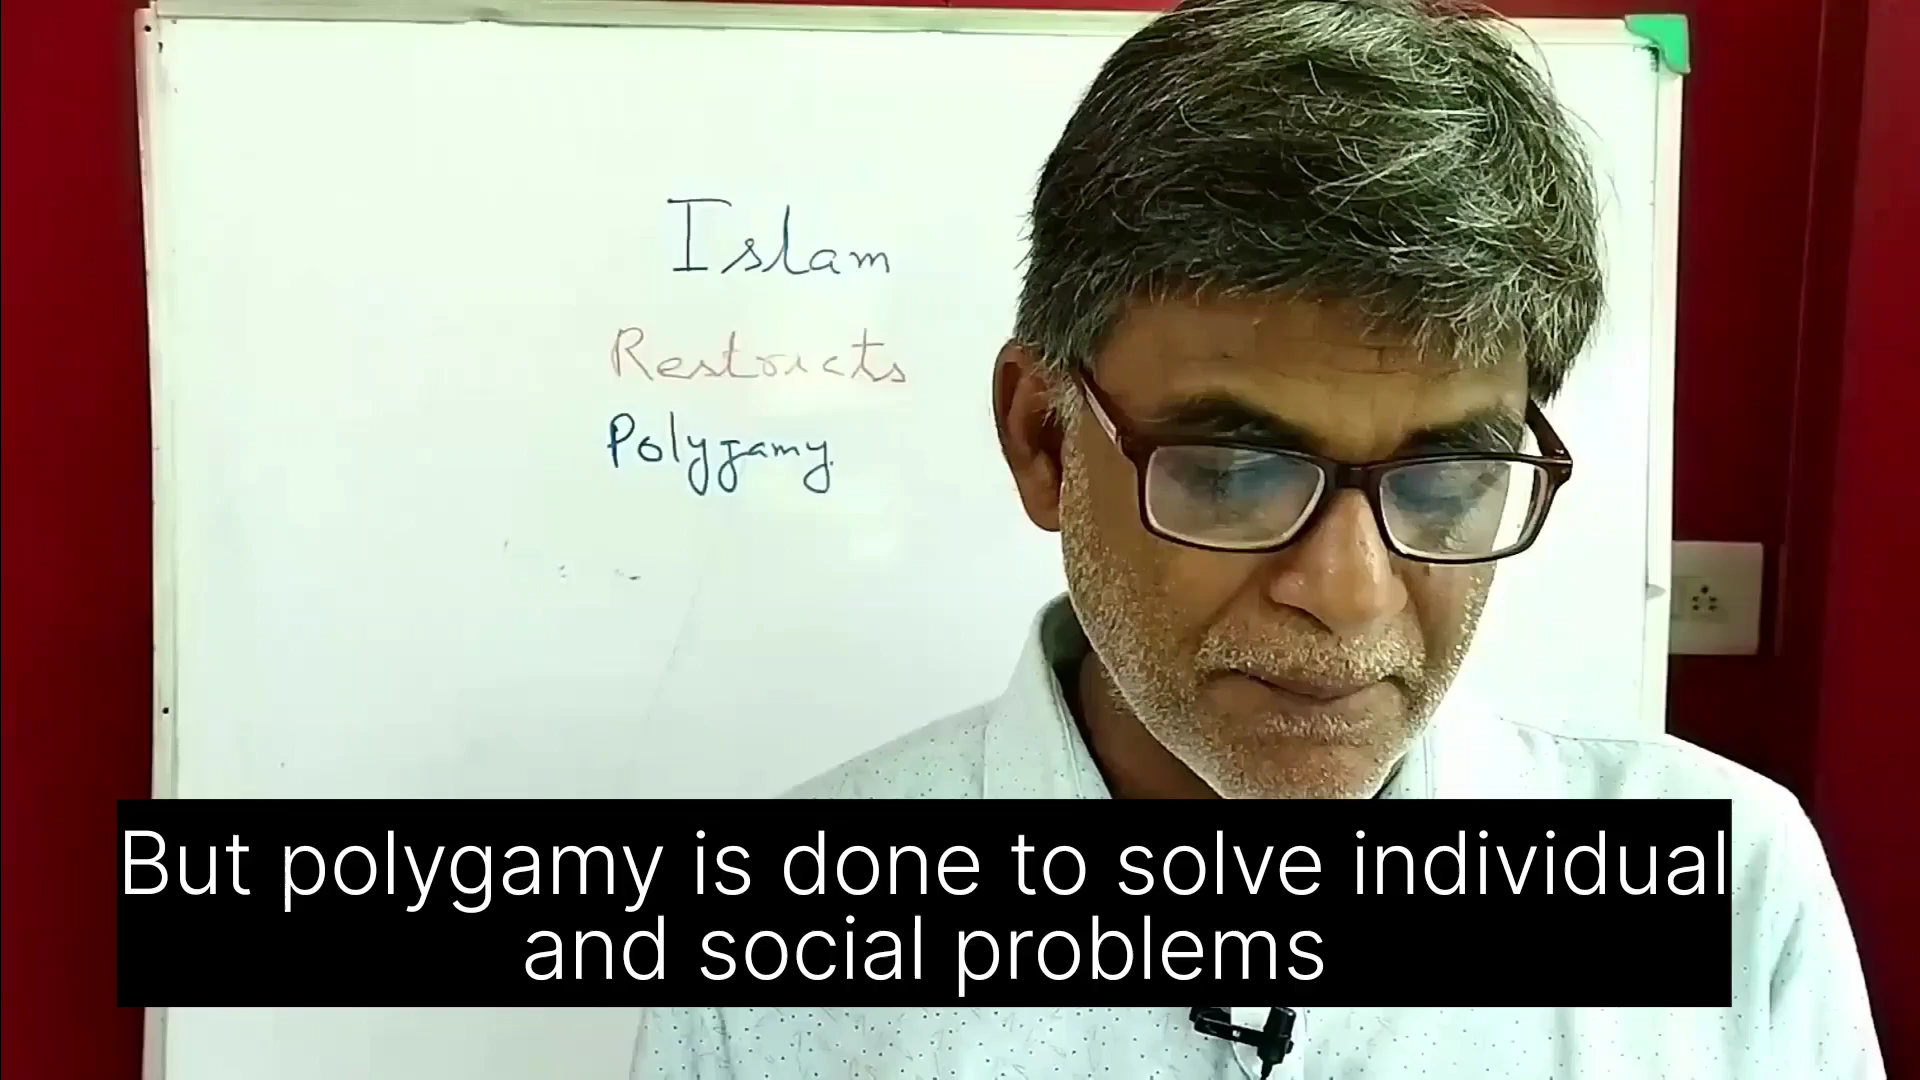 Islam
Restricts
Polygamy.
But polygamy is done to solve individual
and social problems